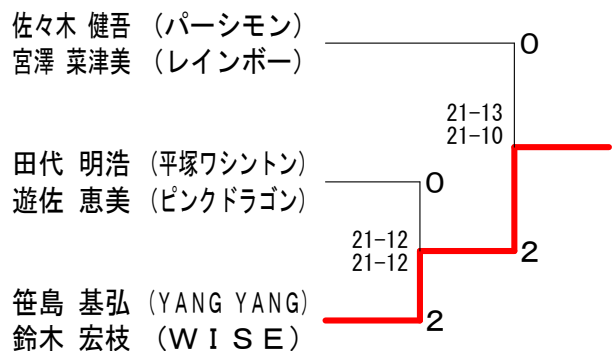 佐々木 健吾 (パーシモン)
宮澤 菜津美 (レインボー)
0
21-13
21-10
田代 明浩 (平塚ワシントン)
遊佐 恵美 (ピンクドラゴン)
0
21-12
21-12
2
笹島 基弘 (YANG YANG)
鈴木 宏枝 (WISE)
2